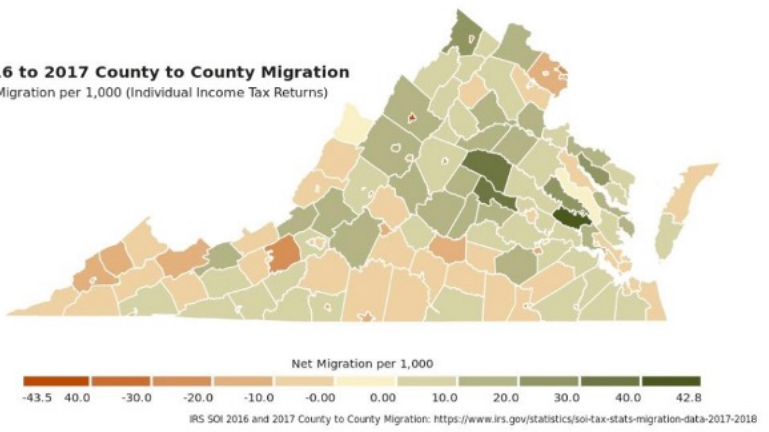 16 to 2017 County to County Migration
Migration per 1,000 (Individual Income Tax Returns)
Net Migration per 1,000
-43.5 40.0 -30.0 -20.0 -10.0 -0.00 0.00 10.0 20.0 30.0 40.0 42.8
IRS SOI 2016 and 2017 County to County Migration: https://www.irs.gov/statistics/soi-tax-stats-migration-data-2017-2018